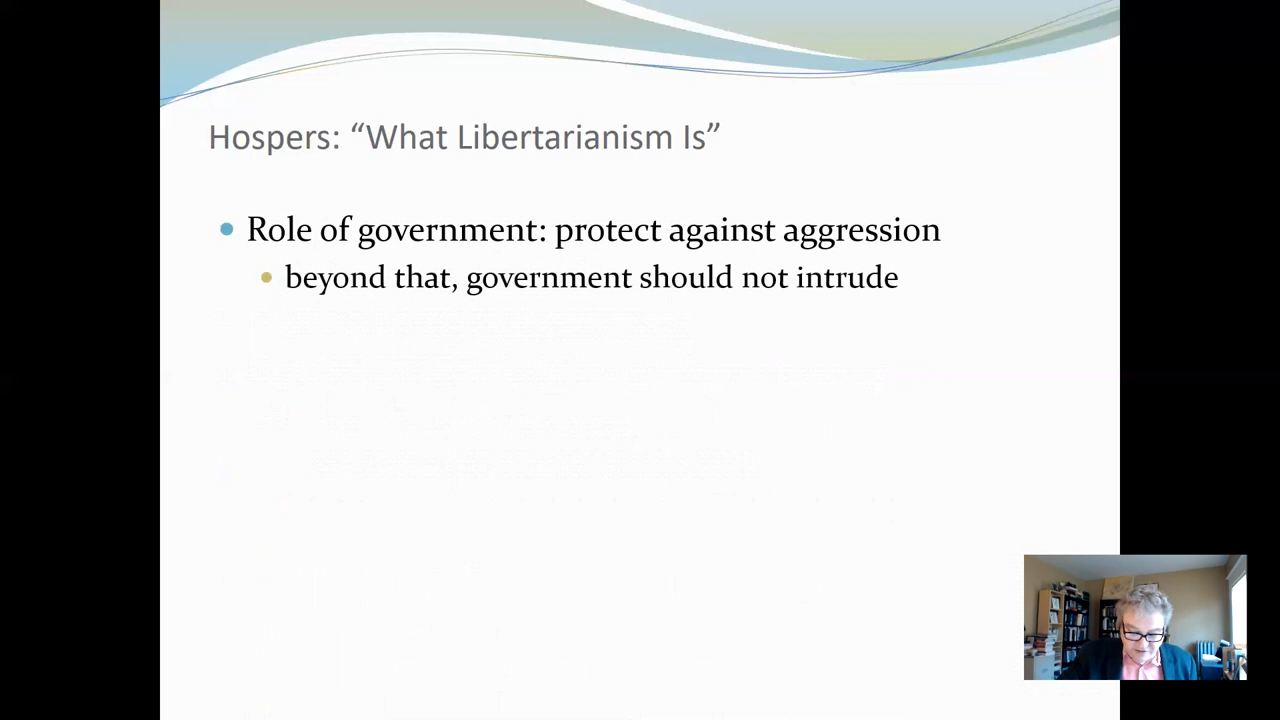 Hospers: “What Libertarianism Is”
Role of government: protect against aggression
beyond that, government should not intrude